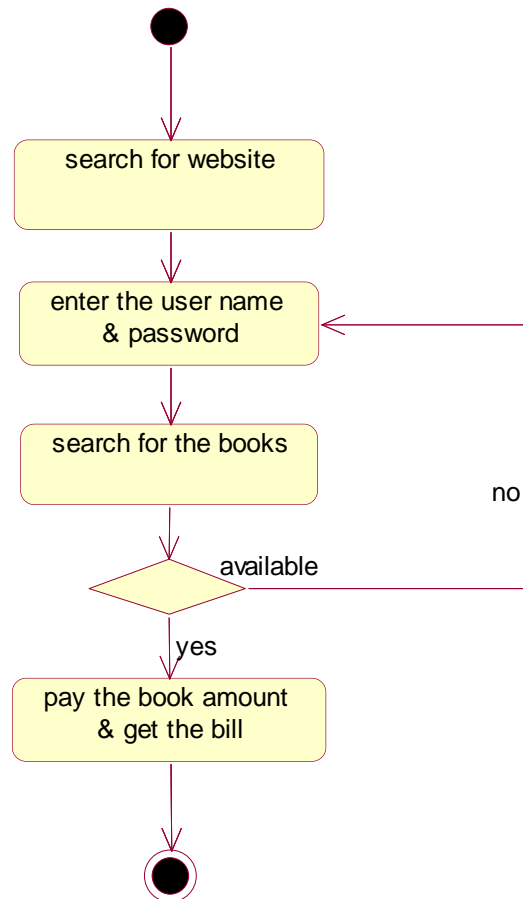 search for website
enter the user name
& password
search for the books
no
available
yes
pay the book amount
& get the bill